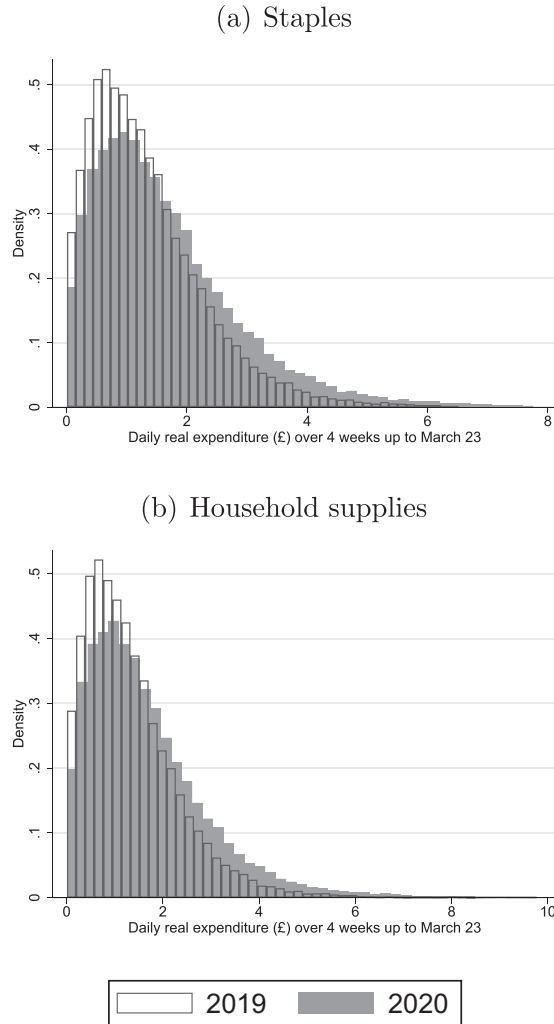 (a) Staples
Density
.5
.4
.3
.2
.1
0
0 2 4 6 8
Daily real expenditure (£) over 4 weeks up to March 23
(b) Household supplies
Density
.5
.4
.3
.2
.1
0
0 2 4 6 8 10
Daily real expenditure (£) over 4 weeks up to March 23
2019 2020